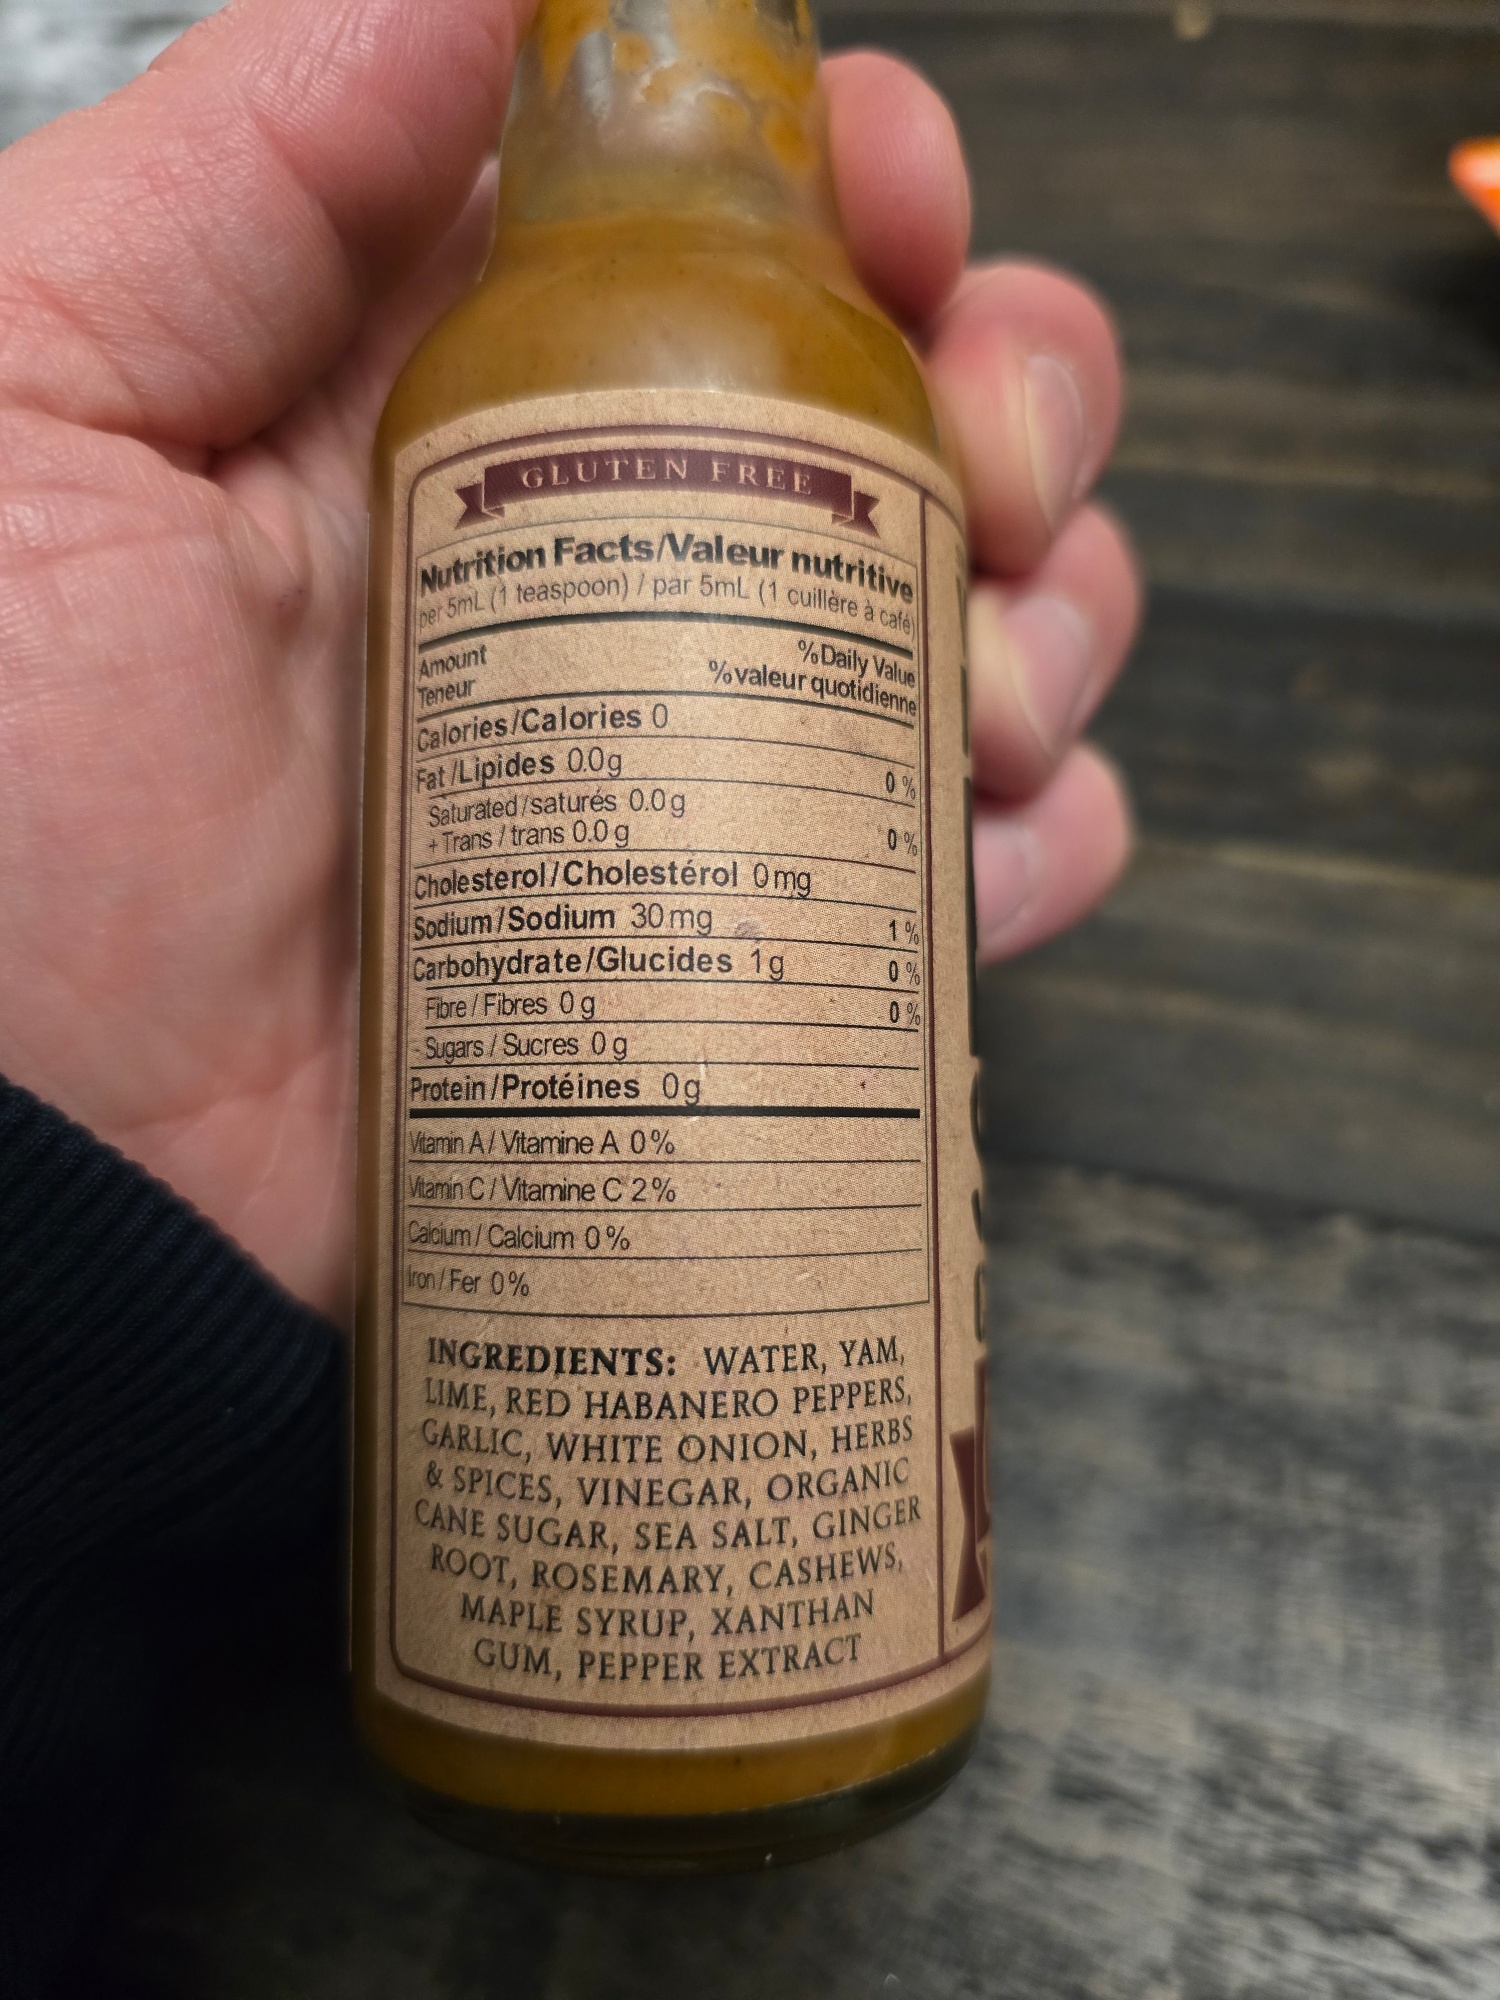 GLUTEN FREE
Nutrition Facts/Valeur nutritive
per 5mL (1 teaspoon) / par 5mL (1 cuillère à café)
Amount
Teneur
% Daily Value
% valeur quotidienne
Calories/Calories 0
Fat/Lipides 0.0g 0 %
Saturated/saturés 0.0g
+ Trans / trans 0.0 g 0 %
Cholesterol/Cholestérol 0mg
Sodium/Sodium 30mg 1 %
Carbohydrate/Glucides 1g 0 %
Fibre / Fibres 0 g 0 %
Sugars / Sucres 0 g
Protein/Protéines 0g
Vitamin A / Vitamine A 0%
Vitamin C / Vitamine C 2%
Calcium / Calcium 0%
Iron / Fer 0%
INGREDIENTS: WATER, YAM,
LIME, RED HABANERO PEPPERS,
GARLIC, WHITE ONION, HERBS
& SPICES, VINEGAR, ORGANIC
CANE SUGAR, SEA SALT, GINGER
ROOT, ROSEMARY, CASHEWS,
MAPLE SYRUP, XANTHAN
GUM, PEPPER EXTRACT